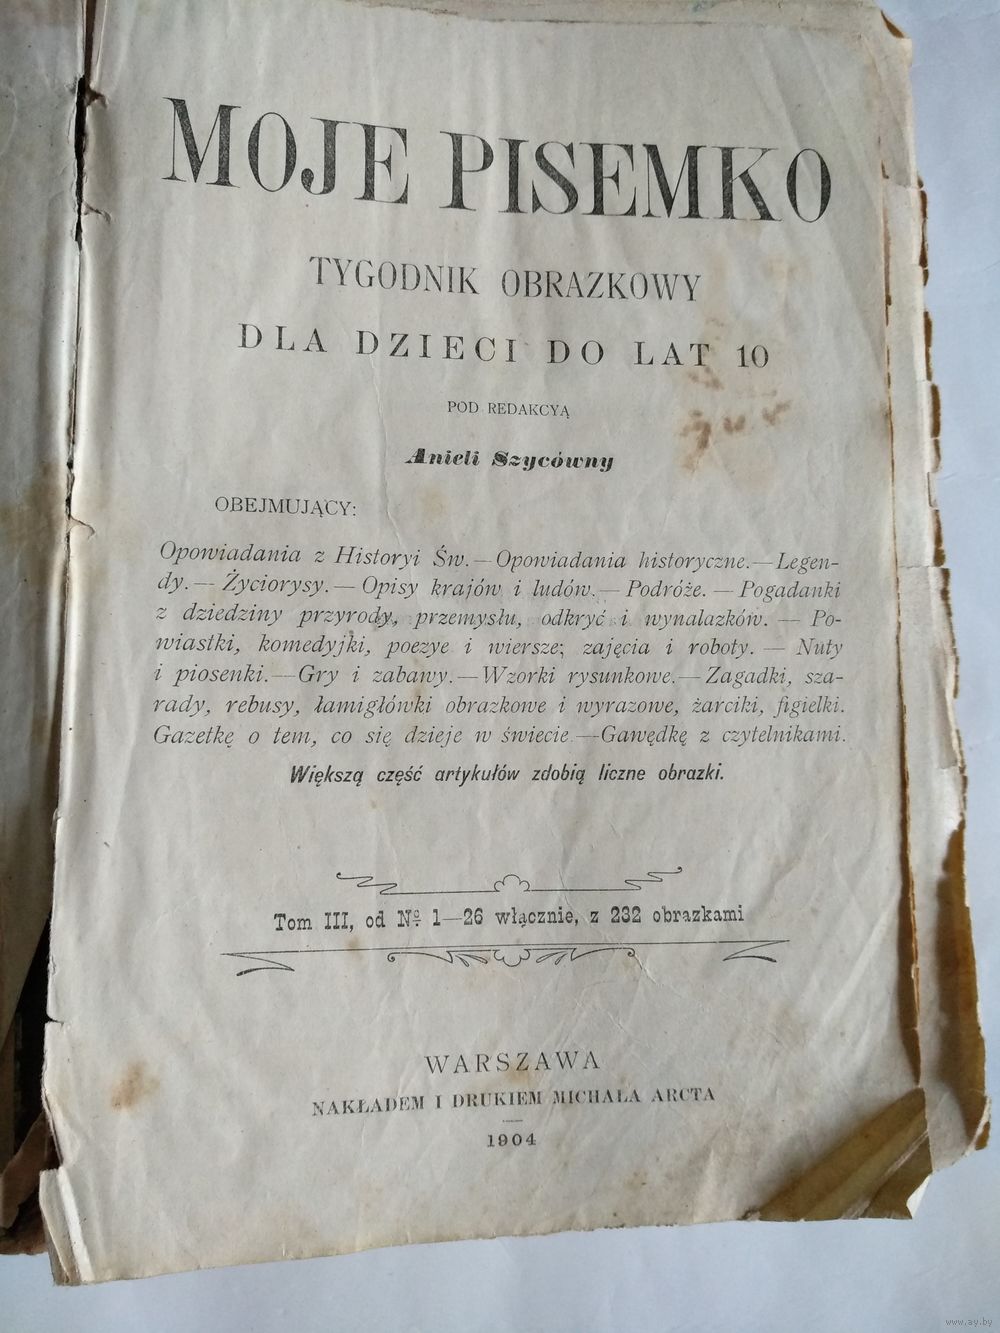 MOJE PISEMKO
TYGODNIK OBRAZKOWY
DLA DZIECI DO LAT 10
POD REDAKCYĄ
Anieli Szycówny
OBEJMUJĄCY:
Opowiadania z Historyi Św. — Opowiadania historyczne. — Legen-
dy. — Życiorysy. — Opisy krajów i ludów. — Podróże. — Pogadanki
z dziedziny przyrody, przemysłu, odkryć i wynalazków. — Po-
wiastki, komedyjki, poezye i wiersze; zajęcia i roboty. — Nuty
i piosenki. — Gry i zabawy. — Wzorki rysunkowe. — Zagadki, sza-
rady, rebusy, łamigłówki obrazkowe i wyrazowe, żarciki, figielki.
Gazetkę o tem, co się dzieje w świecie. — Gawędkę z czytelnikami.
Większą część artykułów zdobią liczne obrazki.
Tom III, od № 1—26 włącznie, z 232 obrazkami
WARSZAWA
NAKŁADEM I DRUKIEM MICHAŁA ARCTA
1904
www.ay.by